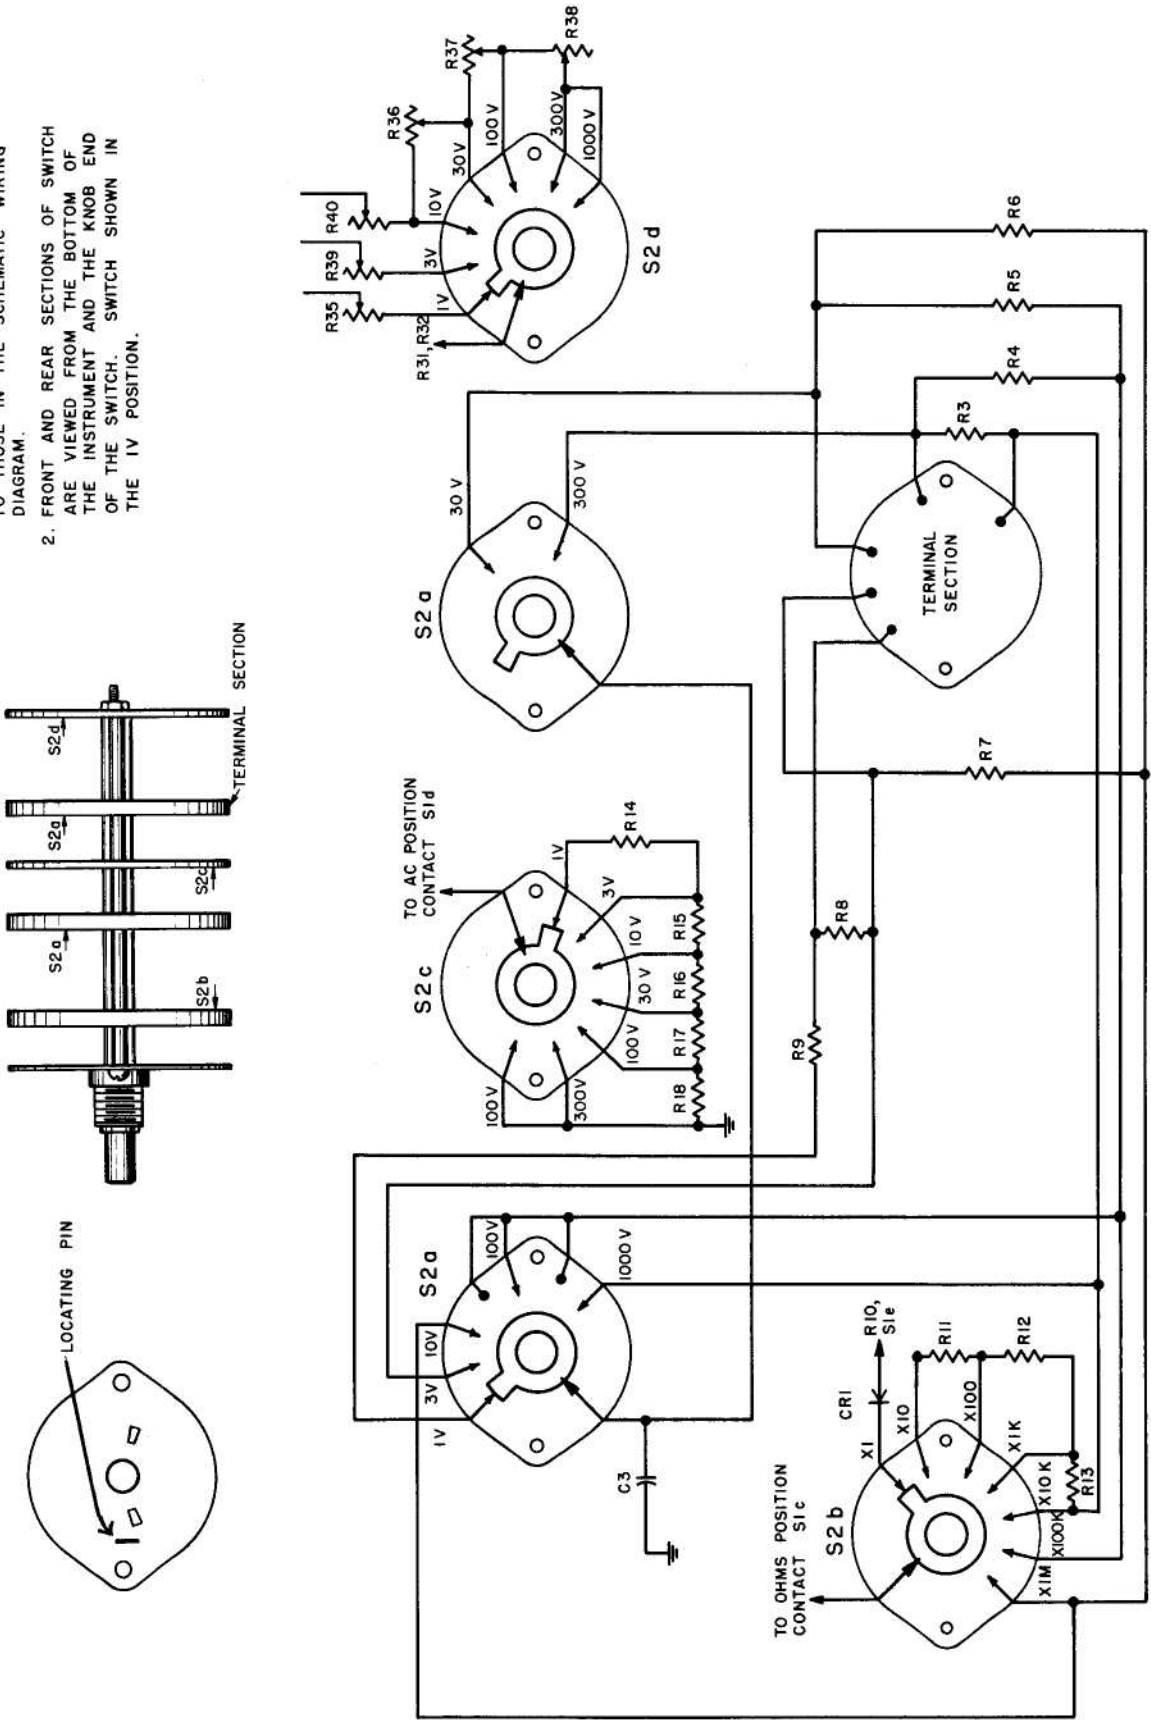 TO THOSE IN THE SCHEMATIC WIRING
DIAGRAM.
2. FRONT AND REAR SECTIONS OF SWITCH
ARE VIEWED FROM THE BOTTOM OF
THE INSTRUMENT AND THE KNOB END
OF THE SWITCH. SWITCH SHOWN IN
THE 1V POSITION.
LOCATING PIN
S2b
S2a
S2c
S2a
S2d
TERMINAL SECTION
S2a
1V
3V
10V
100V
1000V
C3
S2c
TO AC POSITION
CONTACT S1d
1V
3V
10V
30V
100V
300V
100V
R14
R15
R16
R17
R18
S2a
30V
300V
S2d
R31, R32
R35
R39
R40
R36
R37
R38
1V
3V
10V
30V
100V
300V
1000V
S2b
TO OHMS POSITION
CONTACT S1c
X1
CR1
R10,
S1e
X10
X100
X1K
X10K
X100K
X1M
R11
R12
R13
R9
R8
R7
TERMINAL
SECTION
R3
R4
R5
R6